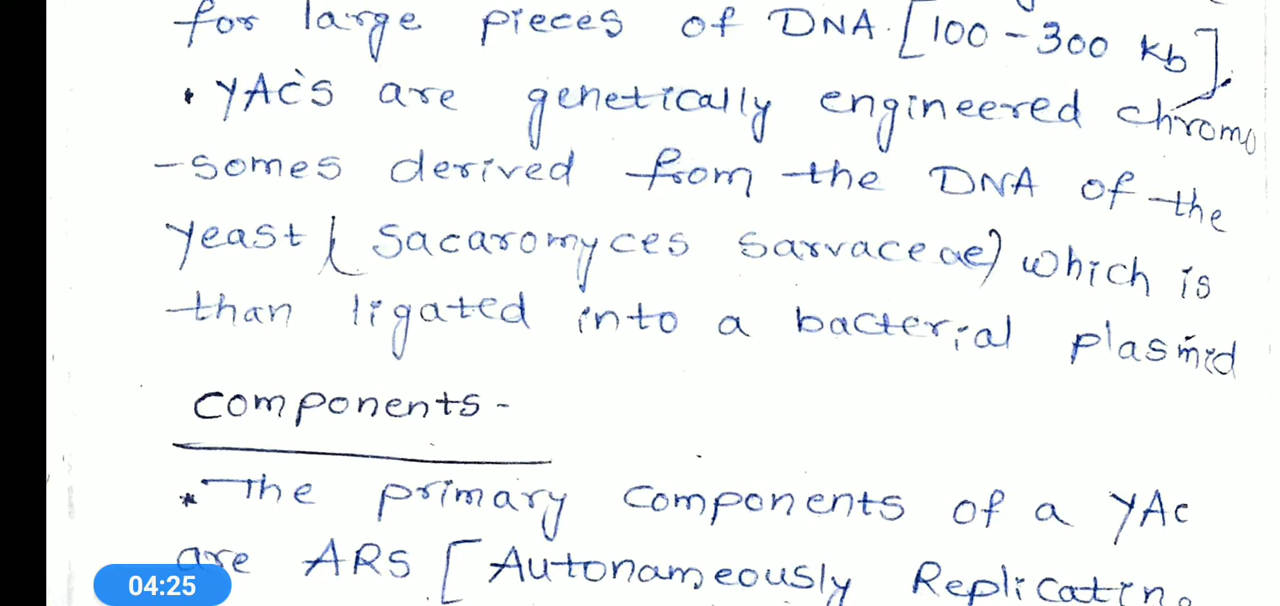 for large pieces of DNA. [100 - 300 kb].
• YAC's are genetically engineered chromo
-somes derived from the DNA of the
yeast ( Sacaromyces sarvaceae) which is
than ligated into a bacterial plasmid
components -
* The primary components of a YAC
are ARS [ Autonameously Replicating
04:25